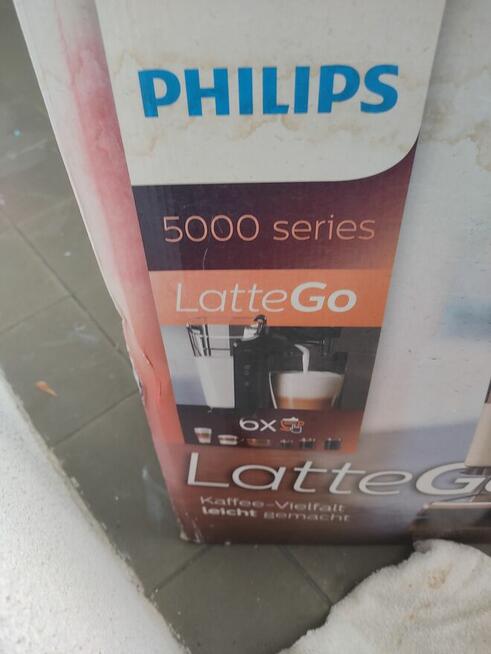 PHILIPS
5000 series
LatteGo
6x
LatteGo
Kaffee-Vielfalt
leicht gemacht